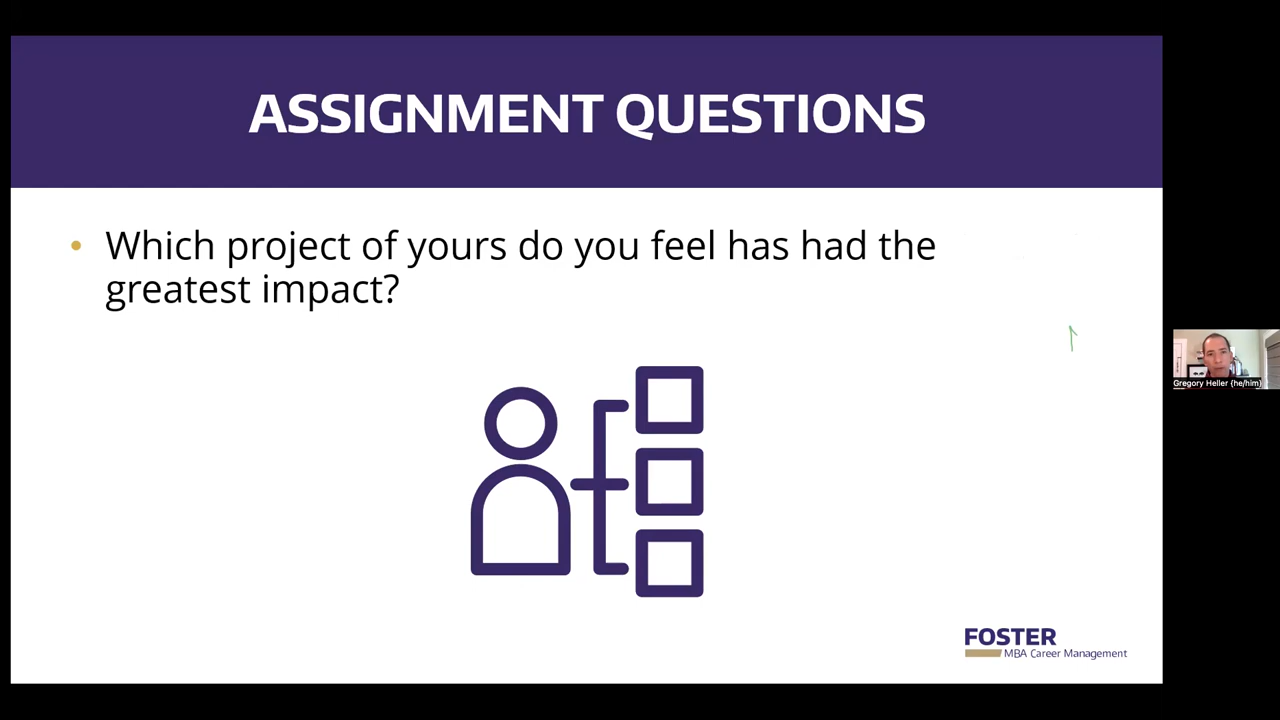 ASSIGNMENT QUESTIONS
• Which project of yours do you feel has had the
greatest impact?
Gregory Heller (he/him)
FOSTER
MBA Career Management